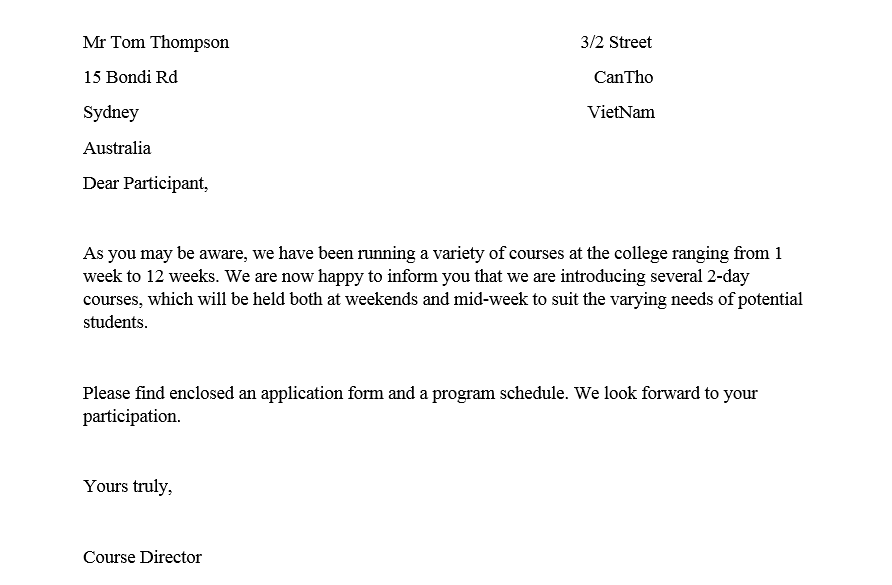 Mr Tom Thompson 3/2 Street
15 Bondi Rd CanTho
Sydney VietNam
Australia
Dear Participant,
As you may be aware, we have been running a variety of courses at the college ranging from 1
week to 12 weeks. We are now happy to inform you that we are introducing several 2-day
courses, which will be held both at weekends and mid-week to suit the varying needs of potential
students.
Please find enclosed an application form and a program schedule. We look forward to your
participation.
Yours truly,
Course Director